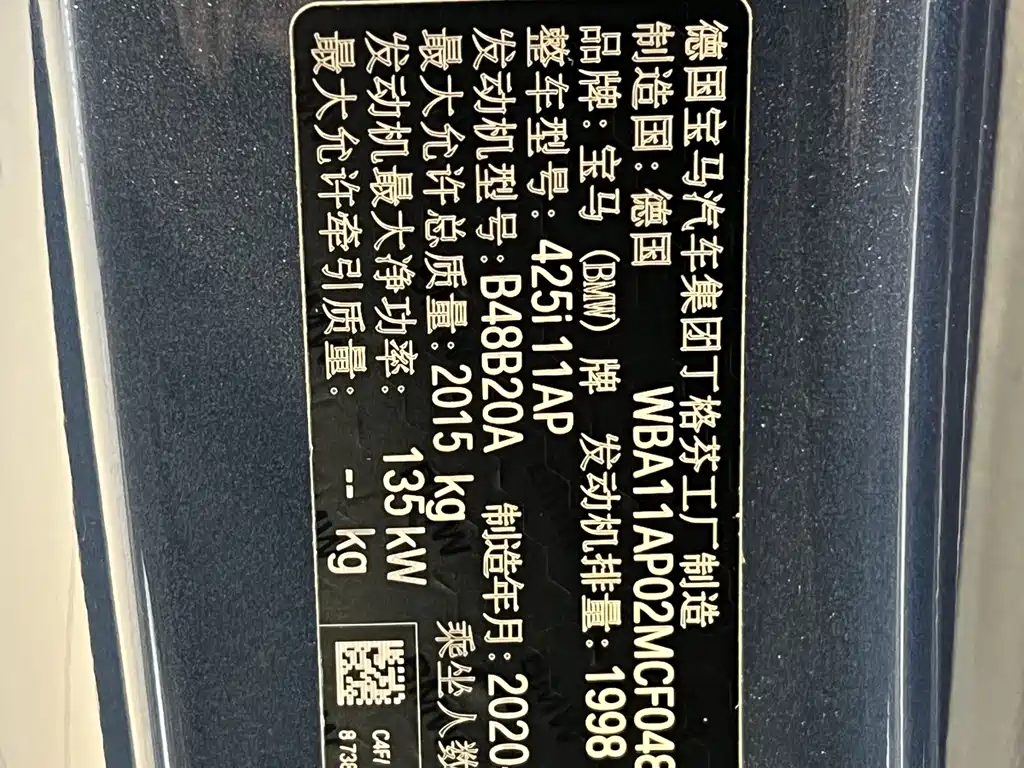 德国宝马汽车集团丁格芬工厂制造
制造国：德国 WBA11AP02MCF048
品牌：宝马 (BMW) 牌 发动机排量：1998
整车型号：425i 11AP
发动机型号：B48B20A 制造年月：2020
最大允许总质量：2015 kg 乘坐人数
发动机最大净功率：135kW
最大允许牵引质量：-- kg
C4F
8 738